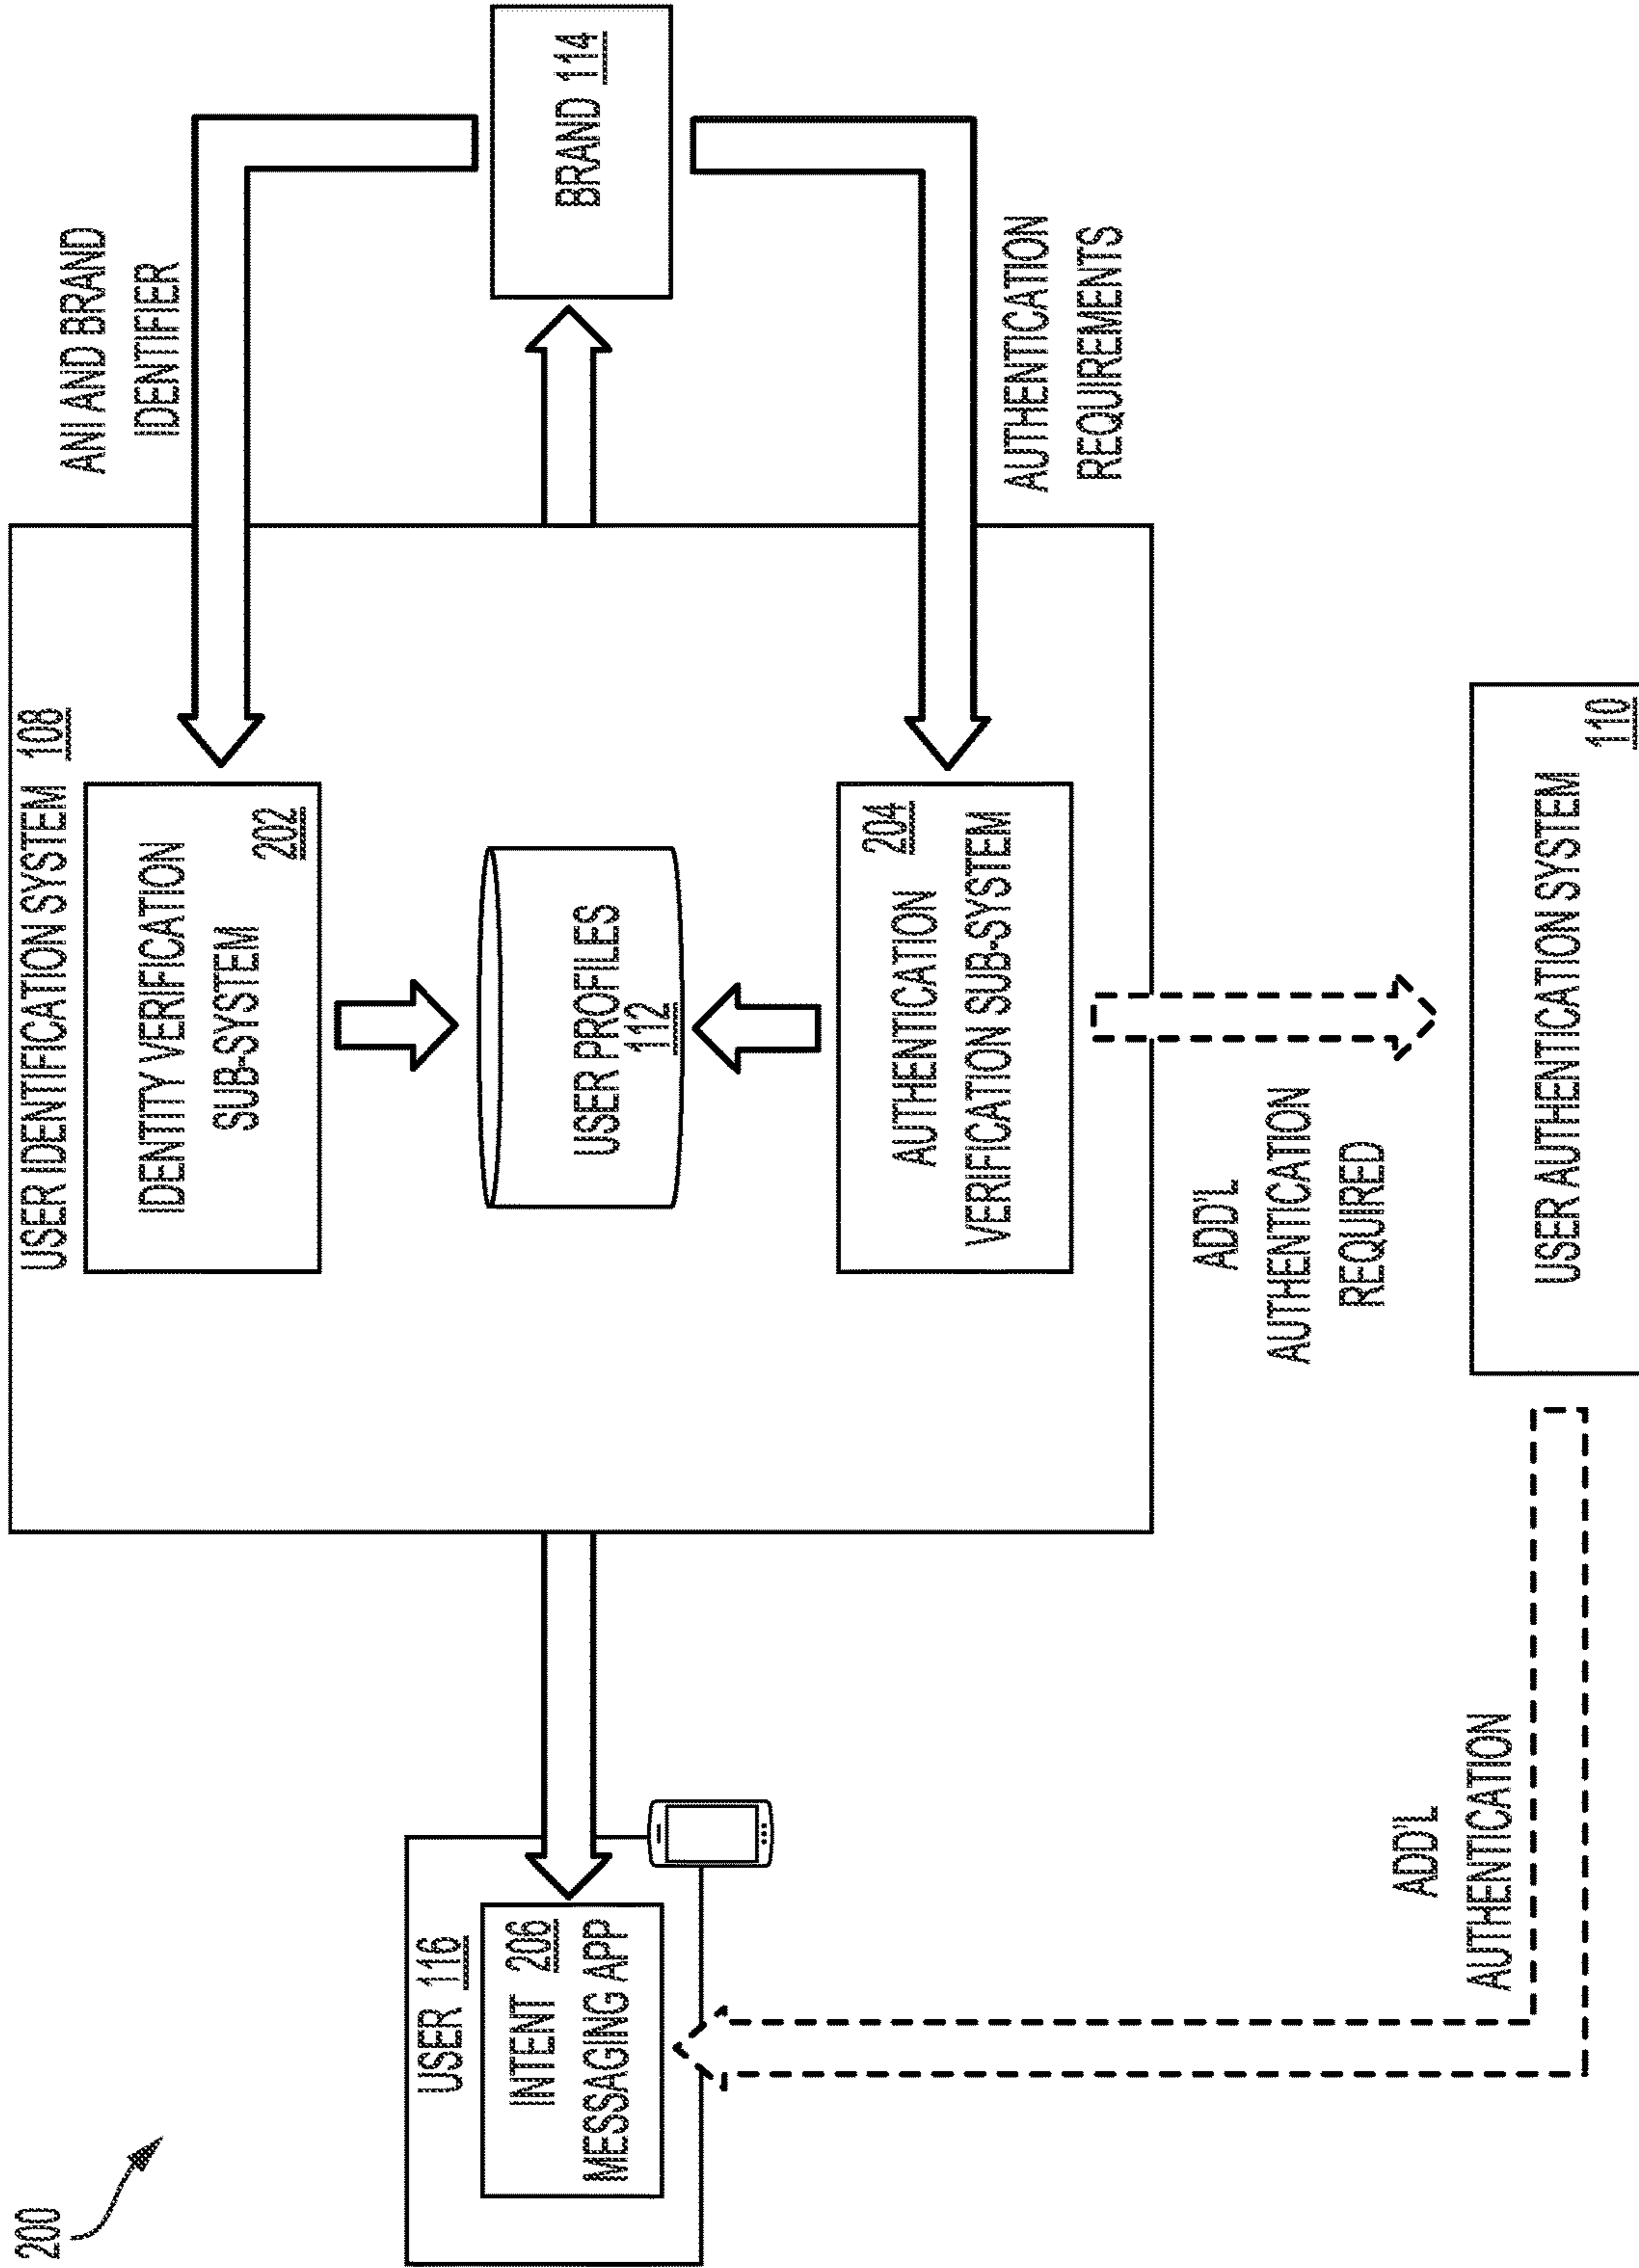 200
USER 116
INTENT 206
MESSAGING APP
USER IDENTIFICATION SYSTEM 108
IDENTITY VERIFICATION
SUB-SYSTEM
202
USER PROFILES
112
204
AUTHENTICATION
VERIFICATION SUB-SYSTEM
ANI AND BRAND
IDENTIFIER
BRAND 114
AUTHENTICATION
REQUIREMENTS
ADD'L
AUTHENTICATION
REQUIRED
ADD'L
AUTHENTICATION
USER AUTHENTICATION SYSTEM
110